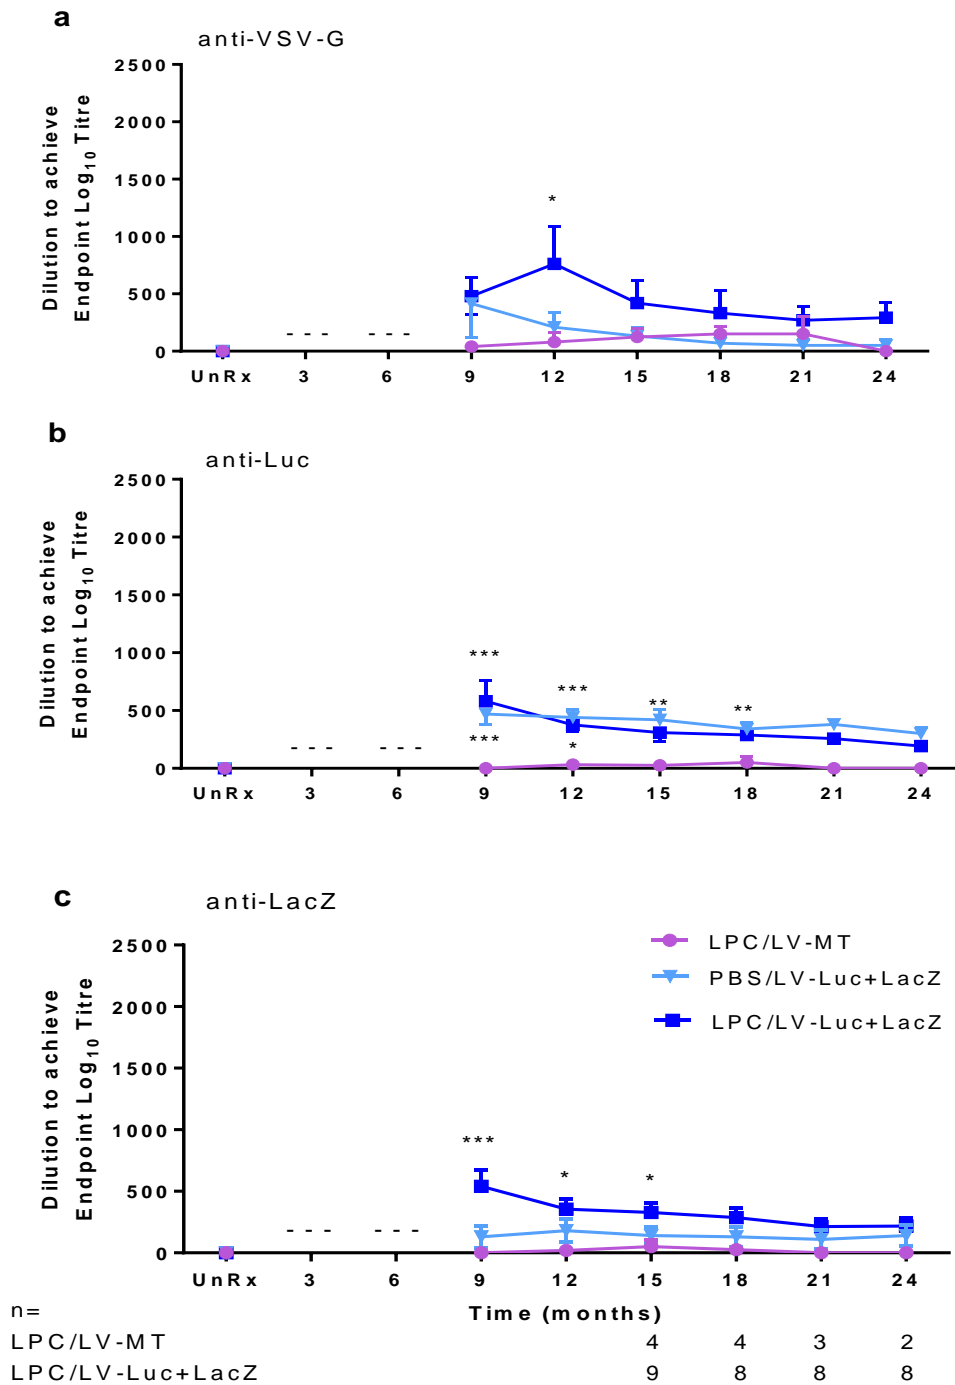 a
anti-VSV-G
Dilution to achieve
Endpoint Log10 Titre
2500
2000
1500
1000
500
0
*
- - - - - -
UnRx 3 6 9 12 15 18 21 24
b
anti-Luc
Dilution to achieve
Endpoint Log10 Titre
2500
2000
1500
1000
500
0
*** *** ** **
*** *
- - - - - -
UnRx 3 6 9 12 15 18 21 24
c
anti-LacZ
Dilution to achieve
Endpoint Log10 Titre
2500
2000
1500
1000
500
0
LPC/LV-MT
PBS/LV-Luc+LacZ
LPC/LV-Luc+LacZ
*** * *
- - - - - -
UnRx 3 6 9 12 15 18 21 24
Time (months)
n=
LPC/LV-MT 4 4 3 2
LPC/LV-Luc+LacZ 9 8 8 8